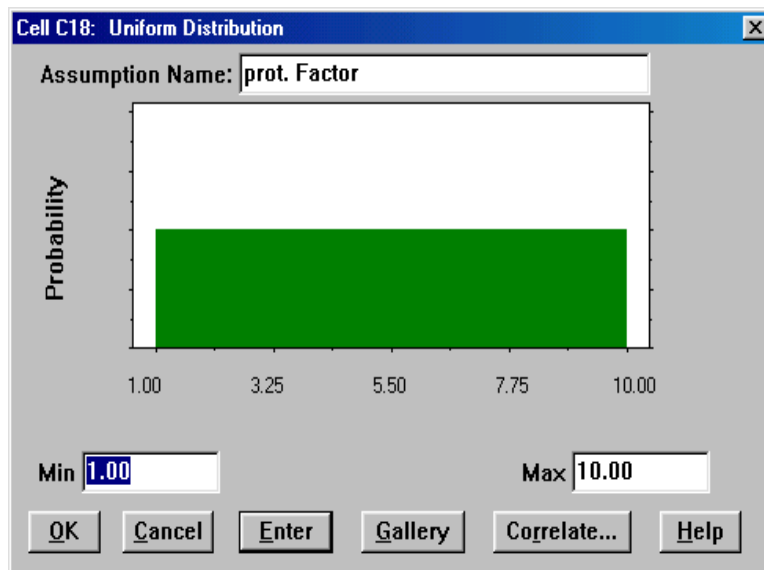 Cell C18: Uniform Distribution
Assumption Name: prot. Factor
Probability
1.00 3.25 5.50 7.75 10.00
Min 1.00 Max 10.00
OK Cancel Enter Gallery Correlate... Help